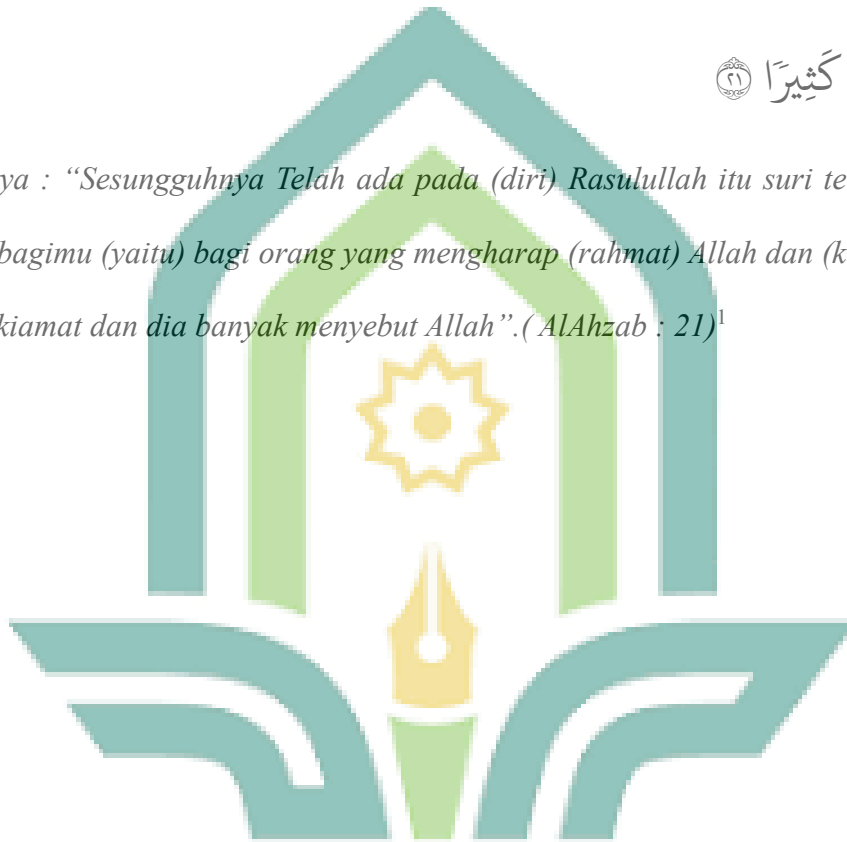 كَثِيرًا ٢١
ya : “Sesungguhnya Telah ada pada (diri) Rasulullah itu suri te
bagimu (yaitu) bagi orang yang mengharap (rahmat) Allah dan (k
kiamat dan dia banyak menyebut Allah”.( AlAhzab : 21)1